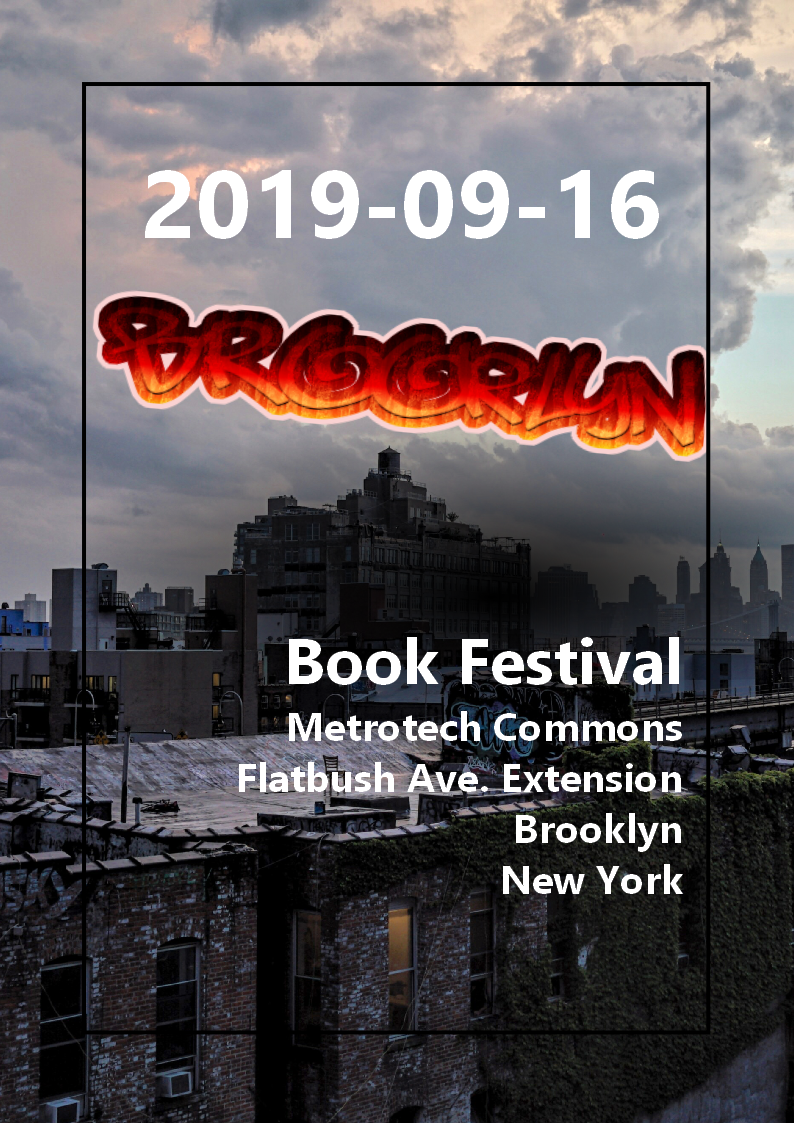 2019-09-16
BROOKLYN
Book Festival
Metrotech Commons
Flatbush Ave. Extension
Brooklyn
New York